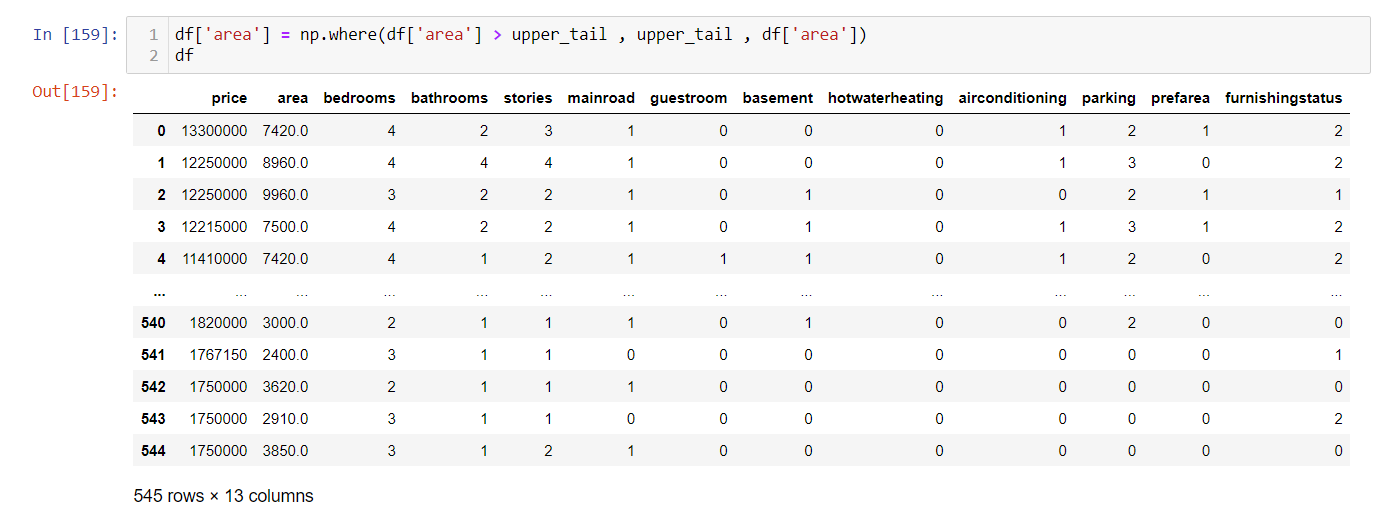 In [159]: 1 df['area'] = np.where(df['area'] > upper_tail , upper_tail , df['area'])
2 df
Out[159]:
price area bedrooms bathrooms stories mainroad guestroom basement hotwaterheating airconditioning parking prefarea furnishingstatus
0 13300000 7420.0 4 2 3 1 0 0 0 1 2 1 2
1 12250000 8960.0 4 4 4 1 0 0 0 1 3 0 2
2 12250000 9960.0 3 2 2 1 0 1 0 0 2 1 1
3 12215000 7500.0 4 2 2 1 0 1 0 1 3 1 2
4 11410000 7420.0 4 1 2 1 1 1 0 1 2 0 2
... ... ... ... ... ... ... ... ... ... ... ... ... ...
540 1820000 3000.0 2 1 1 1 0 1 0 0 2 0 0
541 1767150 2400.0 3 1 1 0 0 0 0 0 0 0 1
542 1750000 3620.0 2 1 1 1 0 0 0 0 0 0 0
543 1750000 2910.0 3 1 1 0 0 0 0 0 0 0 2
544 1750000 3850.0 3 1 2 1 0 0 0 0 0 0 0
545 rows × 13 columns